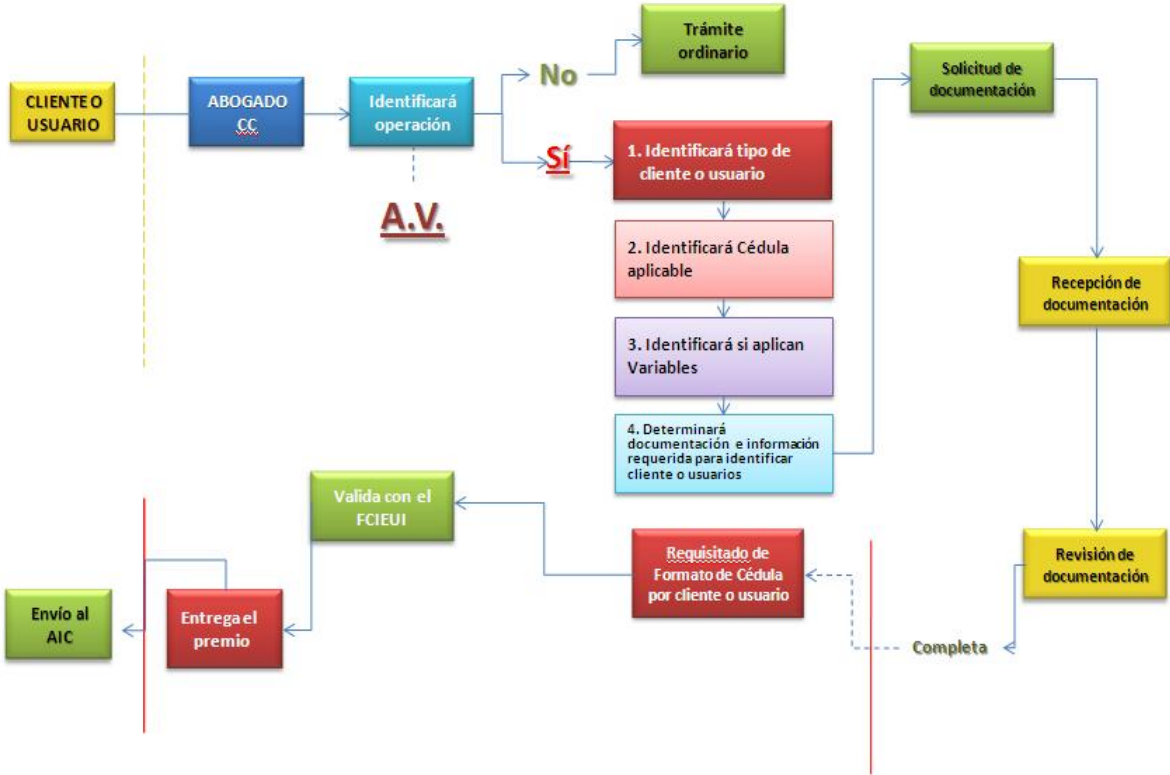 CLIENTE O
USUARIO
ABOGADO
CC
Identificará
operación
A.V.
No
Trámite
ordinario
Sí
1. Identificará tipo de
cliente o usuario
2. Identificará Cédula
aplicable
3. Identificará si aplican
Variables
4. Determinará
documentación e información
requerida para identificar
cliente o usuarios
Solicitud de
documentación
Recepción de
documentación
Revisión de
documentación
Completa
Requisitado de
Formato de Cédula
por cliente o usuario
Valida con el
FCIEUI
Entrega el
premio
Envío al
AIC